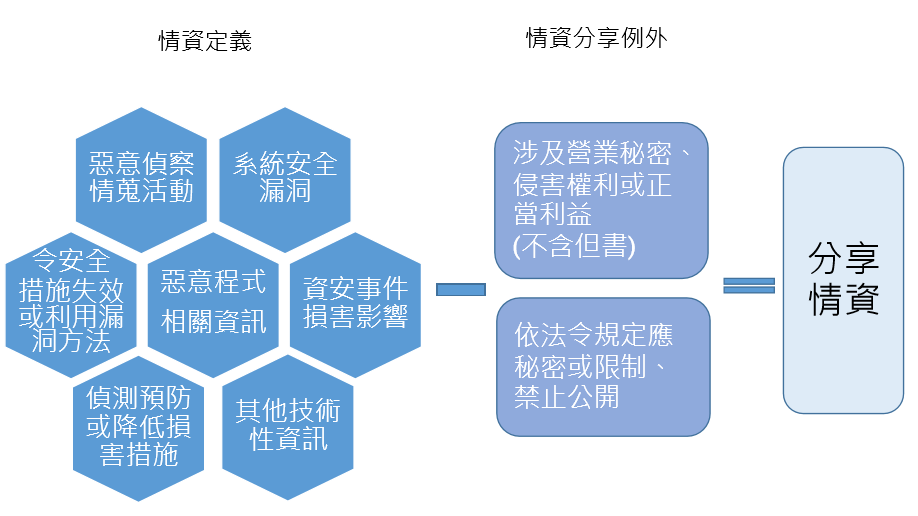 情資定義
情資分享例外
惡意偵察
情蒐活動
系統安全
漏洞
令安全
措施失效
或利用漏
洞方法
惡意程式
相關資訊
資安事件
損害影響
偵測預防
或降低損
害措施
其他技術
性資訊
涉及營業秘密、
侵害權利或正
當利益
(不含但書)
依法令規定應
秘密或限制、
禁止公開
分享
情資